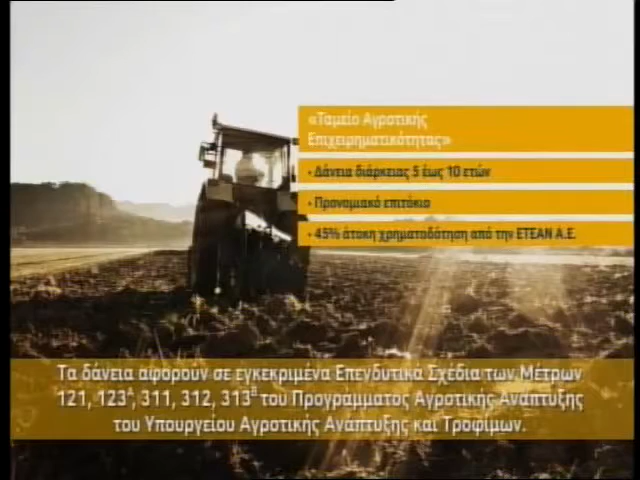 «Ταμείο Αγροτικής
Επιχειρηματικότητας»
· Δάνεια διάρκειας 5 έως 10 ετών
· Προνομιακό επιτόκιο
· 45% άτοκη χρηματοδότηση από την ΕΤΕΑΝ Α.Ε.
Τα δάνεια αφορούν σε εγκεκριμένα Επενδυτικά Σχέδια των Μέτρων
121, 123Α, 311, 312, 313Β του Προγράμματος Αγροτικής Ανάπτυξης
του Υπουργείου Αγροτικής Ανάπτυξης και Τροφίμων.